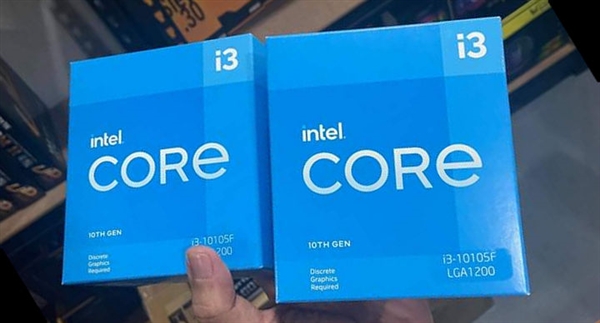 i3
intel.
CORE
10TH GEN
i3-10105F
Discrete
Graphics
Required
i3
intel.
CORE
10TH GEN
i3-10105F
LGA1200
Discrete
Graphics
Required
.30